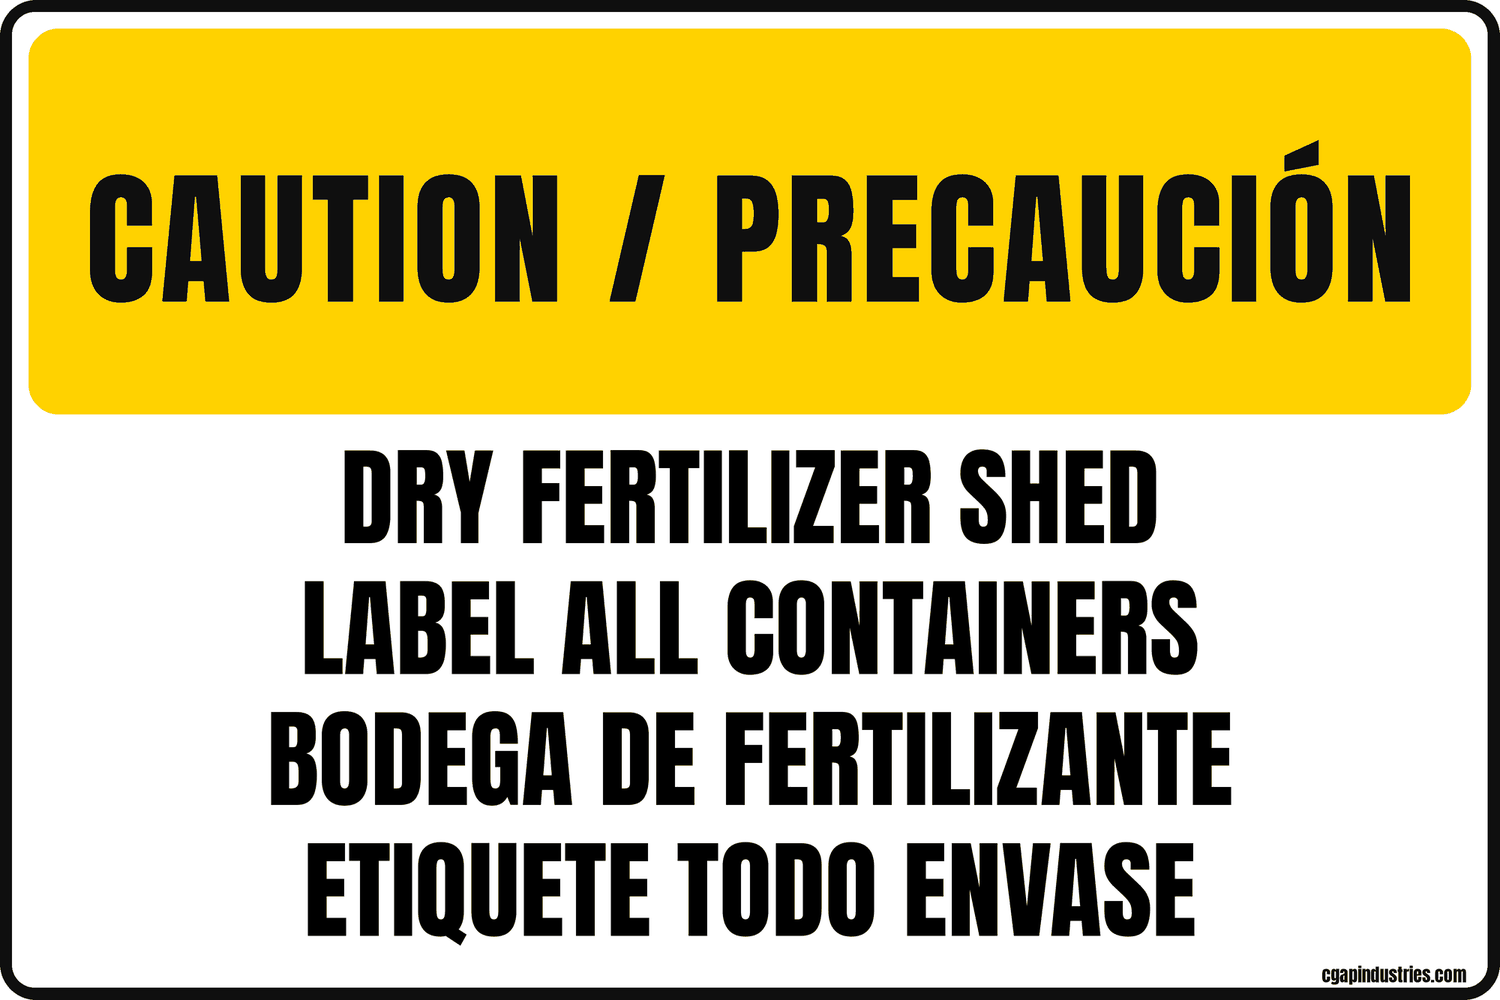 CAUTION / PRECAUCIÓN
DRY FERTILIZER SHED
LABEL ALL CONTAINERS
BODEGA DE FERTILIZANTE
ETIQUETE TODO ENVASE
cgapindustries.com